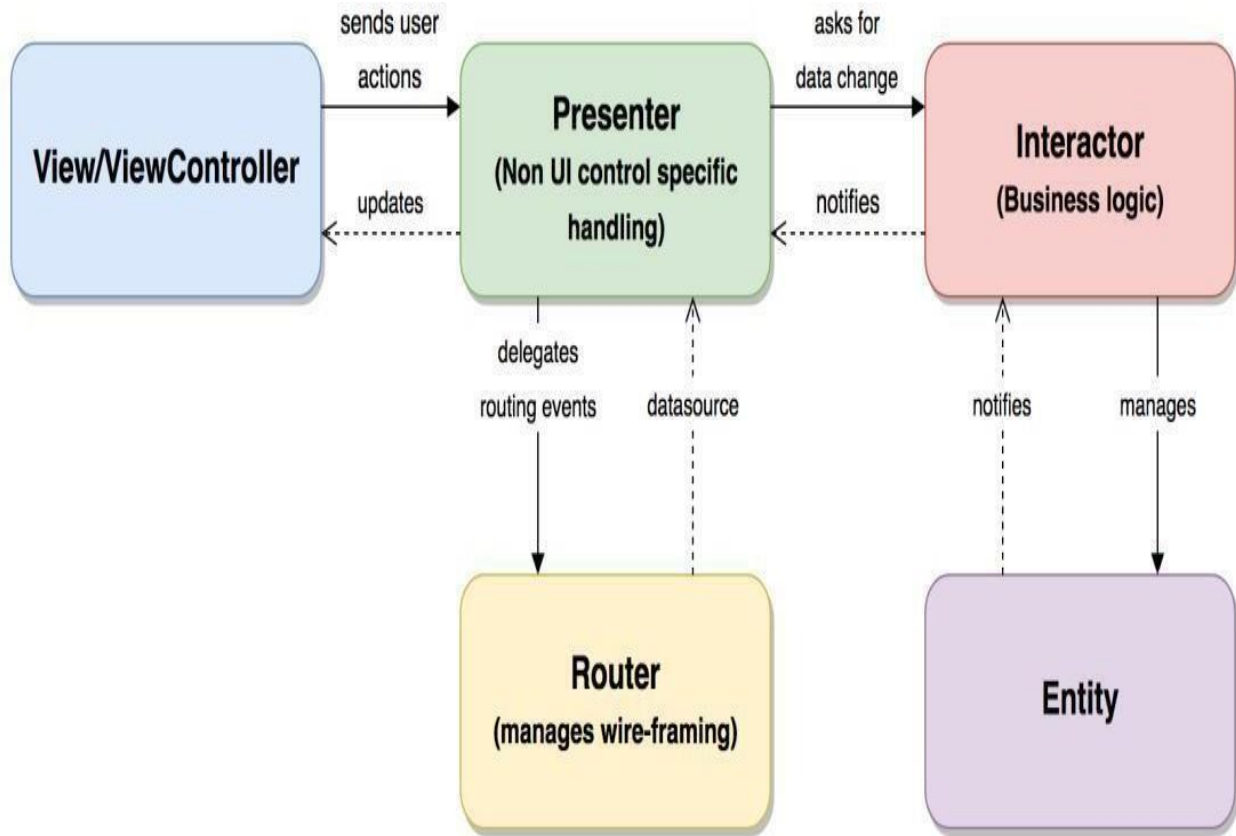 sends user
actions
asks for
data change
View/ViewController
Presenter
(Non UI control specific
handling)
Interactor
(Business logic)
updates
notifies
delegates
routing events
datasource
notifies
manages
Router
(manages wire-framing)
Entity